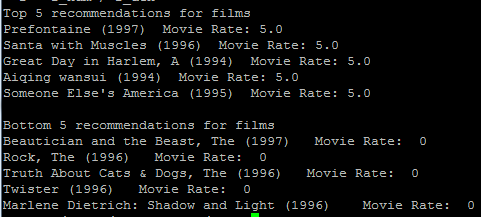 Top 5 recommendations for films
Prefontaine (1997)  Movie Rate: 5.0
Santa with Muscles (1996)  Movie Rate: 5.0
Great Day in Harlem, A (1994)  Movie Rate: 5.0
Aiqing wansui (1994)  Movie Rate: 5.0
Someone Else's America (1995)  Movie Rate: 5.0

Bottom 5 recommendations for films
Beautician and the Beast, The (1997)   Movie Rate:  0
Rock, The (1996)   Movie Rate:  0
Truth About Cats & Dogs, The (1996)   Movie Rate:  0
Twister (1996)   Movie Rate:  0
Marlene Dietrich: Shadow and Light (1996)    Movie Rate:  0